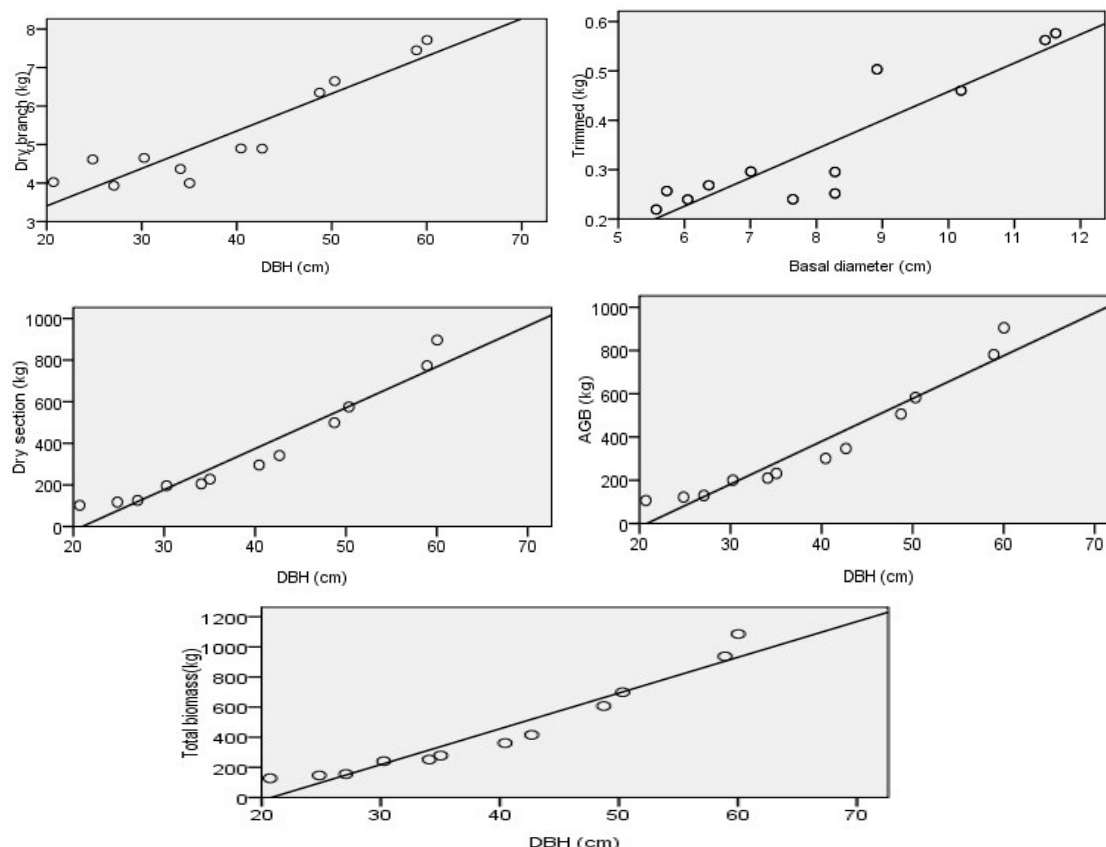 Dry branch (kg)
8
7
6
5
4
3
20 30 40 50 60 70
DBH (cm)
Trimmed (kg)
0.6
0.5
0.4
0.3
0.2
5 6 7 8 9 10 11 12
Basal diameter (cm)
Dry section (kg)
1000
800
600
400
200
0
20 30 40 50 60 70
DBH (cm)
AGB (kg)
1000
800
600
400
200
0
20 30 40 50 60 70
DBH (cm)
Total biomass(kg)
1200
1000
800
600
400
200
0
20 30 40 50 60 70
DBH (cm)